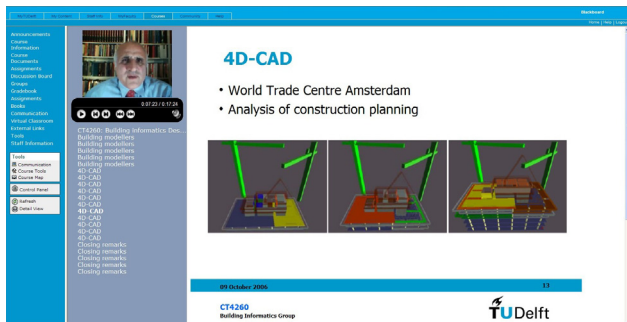 Blackboard
Courses
Home | Help | Logout
Announcements
Course
Information
Course
Documents
Assignments
Discussion Board
Groups
Gradebook
Assignments
Books
Communication
Virtual Classroom
External Links
Tools
Staff Information
Tools
Communication
Course Tools
Course Map
Control Panel
Refresh
Detail View
0:07:23 / 0:17:24
CT4260: Building Informatics Des...
Building modellers
Building modellers
Building modellers
Building modellers
Building modellers
4D-CAD
4D-CAD
4D-CAD
4D-CAD
4D-CAD
4D-CAD
4D-CAD
4D-CAD
4D-CAD
4D-CAD
4D-CAD
Closing remarks
Closing remarks
Closing remarks
Closing remarks
Closing remarks
4D-CAD
• World Trade Centre Amsterdam
• Analysis of construction planning
09 October 2006
13
CT4260
Building Informatics Group
TUDelft